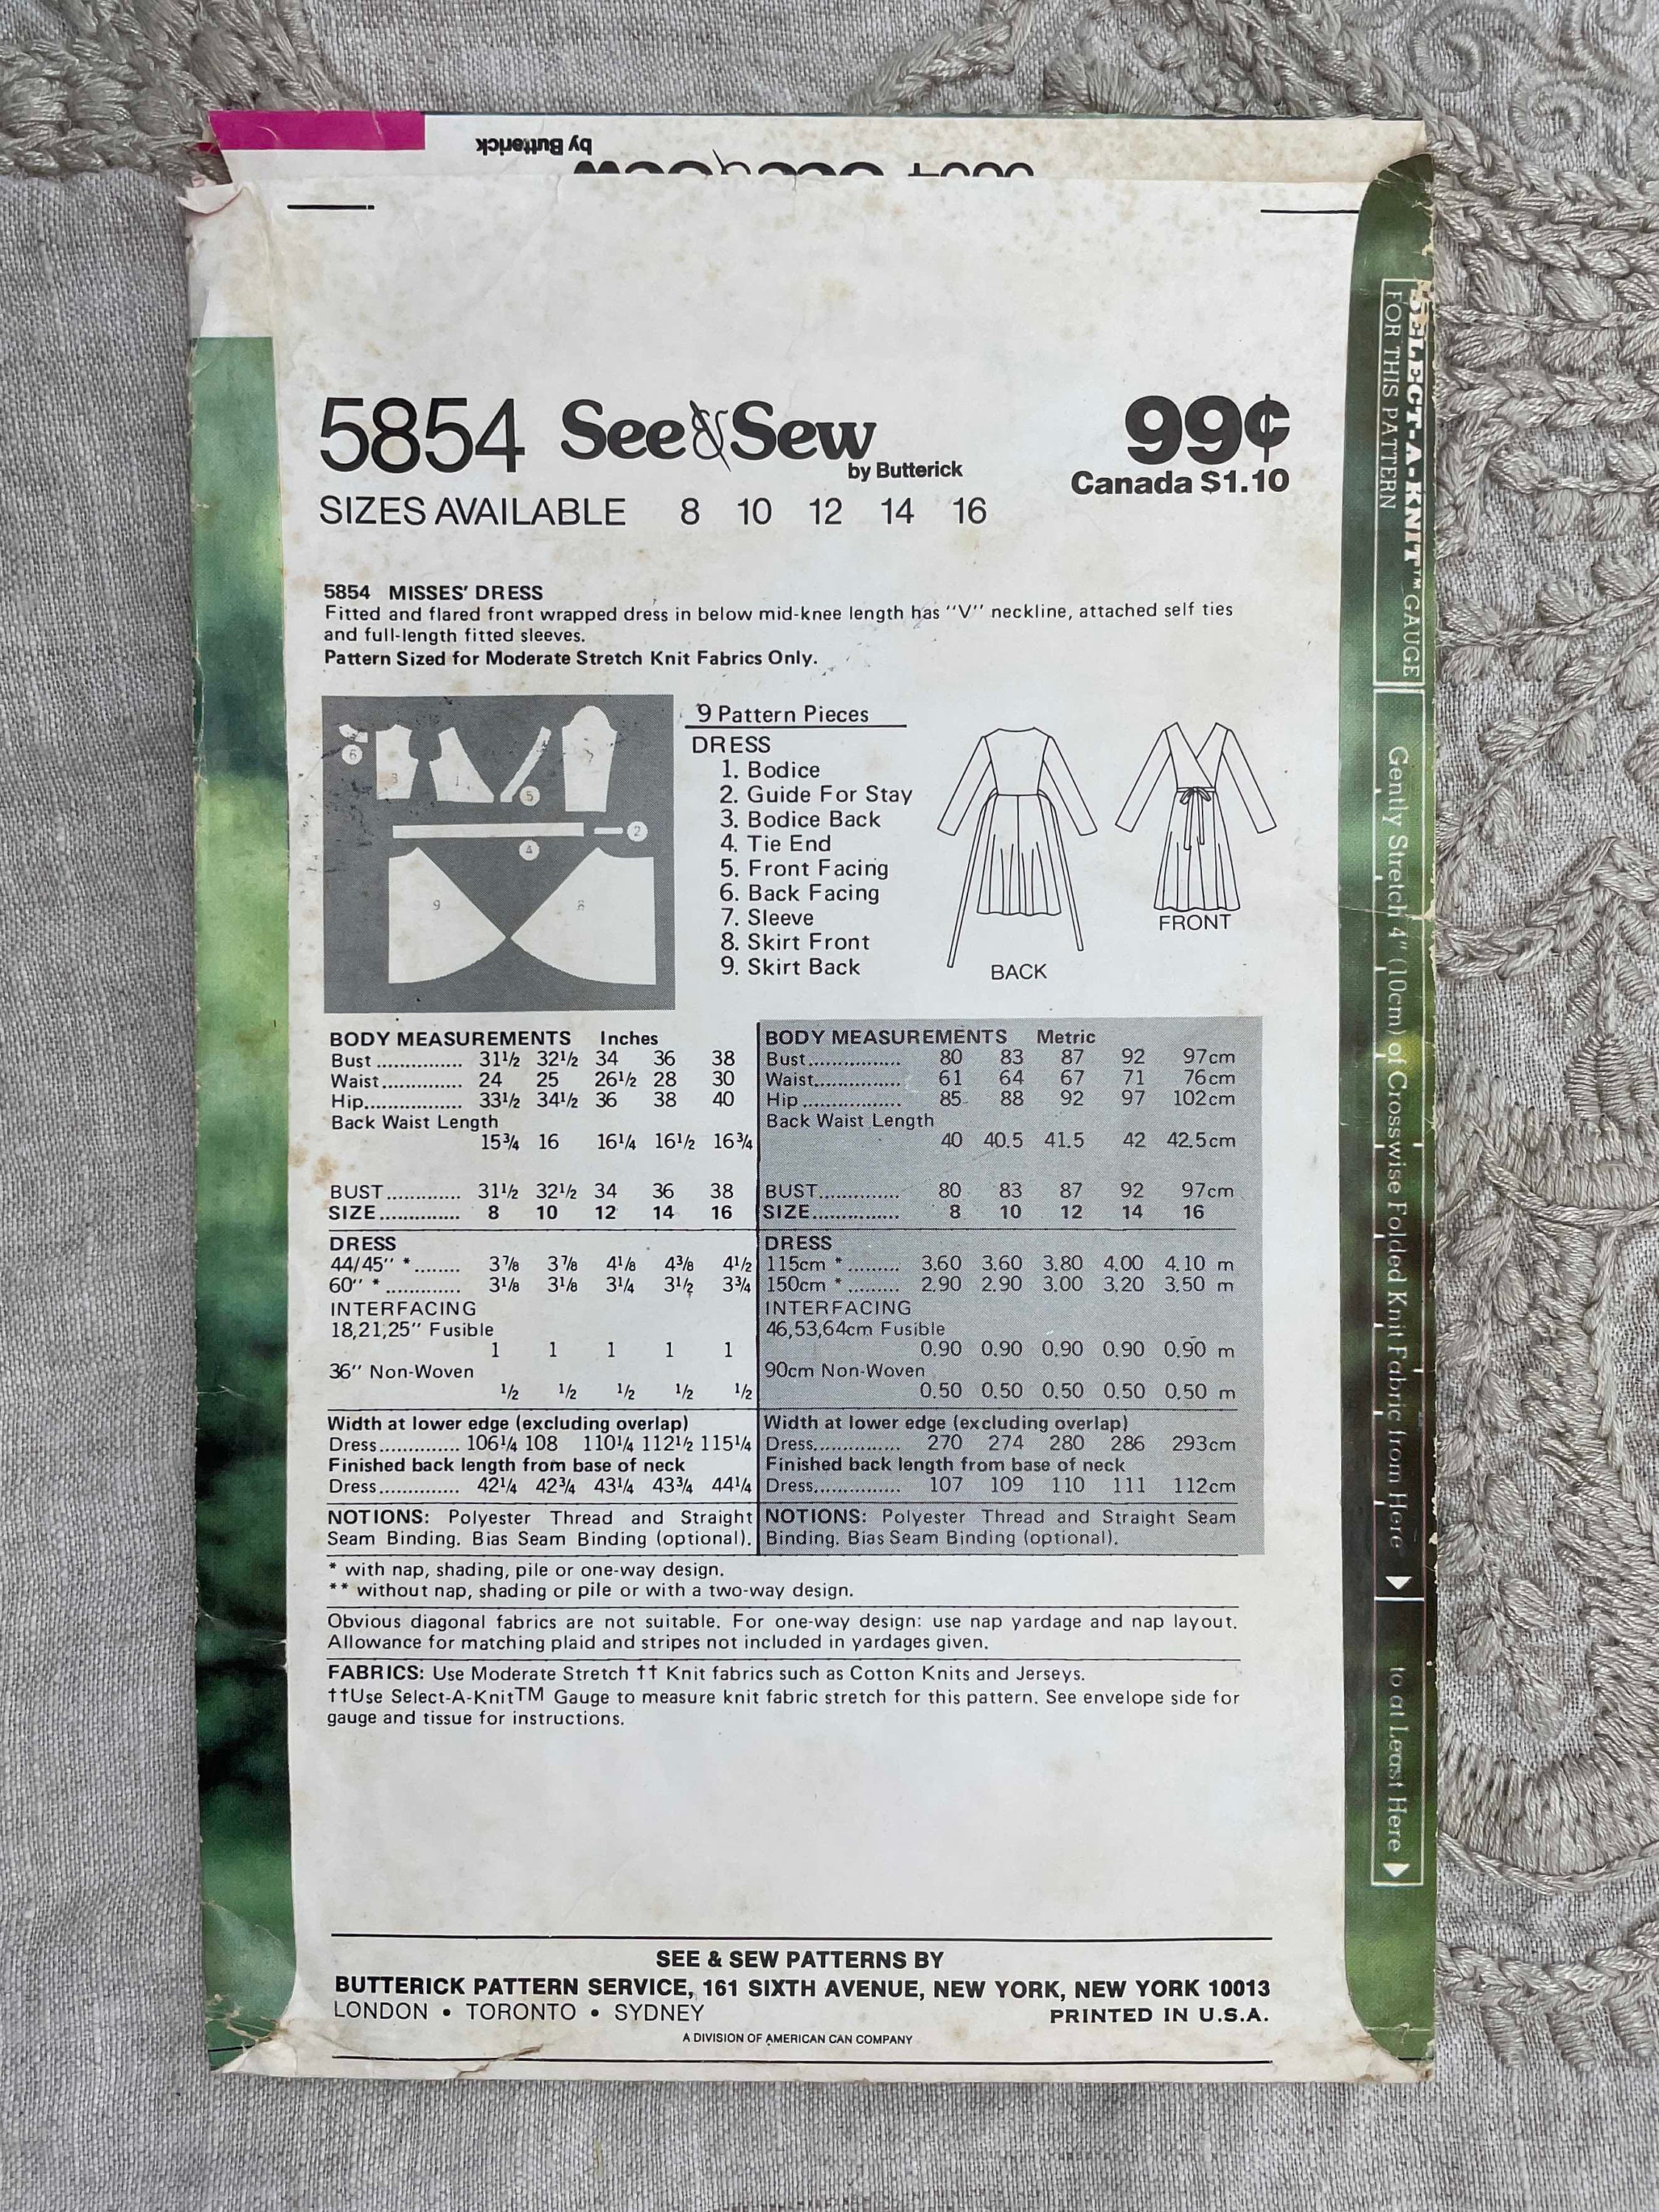 by Butterick
5854 See & Sew
by Butterick
99¢
Canada $1.10
SIZES AVAILABLE 8 10 12 14 16
5854 MISSES' DRESS
Fitted and flared front wrapped dress in below mid-knee length has "V" neckline, attached self ties
and full-length fitted sleeves.
Pattern Sized for Moderate Stretch Knit Fabrics Only.
6 3 1 5 7
4 2
9 8
9 Pattern Pieces
DRESS
1. Bodice
2. Guide For Stay
3. Bodice Back
4. Tie End
5. Front Facing
6. Back Facing
7. Sleeve
8. Skirt Front
9. Skirt Back
BACK
FRONT
BODY MEASUREMENTS Inches
Bust ............... 31½ 32½ 34 36 38
Waist.............. 24 25 26½ 28 30
Hip................. 33½ 34½ 36 38 40
Back Waist Length
15¾ 16 16¼ 16½ 16¾
BUST............. 31½ 32½ 34 36 38
SIZE.............. 8 10 12 14 16
DRESS
44/45" *........ 3⅞ 3⅞ 4⅛ 4⅜ 4½
60" *............. 3⅛ 3⅛ 3¼ 3½ 3¾
INTERFACING
18,21,25" Fusible
1 1 1 1 1
36" Non-Woven
½ ½ ½ ½ ½
Width at lower edge (excluding overlap)
Dress.............. 106¼ 108 110¼ 112½ 115¼
Finished back length from base of neck
Dress.............. 42¼ 42¾ 43¼ 43¾ 44¼
NOTIONS: Polyester Thread and Straight
Seam Binding. Bias Seam Binding (optional).
BODY MEASUREMENTS Metric
Bust................ 80 83 87 92 97cm
Waist............... 61 64 67 71 76cm
Hip ................. 85 88 92 97 102cm
Back Waist Length
40 40.5 41.5 42 42.5cm
BUST.............. 80 83 87 92 97cm
SIZE................ 8 10 12 14 16
DRESS
115cm *......... 3.60 3.60 3.80 4.00 4.10 m
150cm *......... 2.90 2.90 3.00 3.20 3.50 m
INTERFACING
46,53,64cm Fusible
0.90 0.90 0.90 0.90 0.90 m
90cm Non-Woven
0.50 0.50 0.50 0.50 0.50 m
Width at lower edge (excluding overlap)
Dress............... 270 274 280 286 293cm
Finished back length from base of neck
Dress............... 107 109 110 111 112cm
NOTIONS: Polyester Thread and Straight Seam
Binding. Bias Seam Binding (optional).
* with nap, shading, pile or one-way design.
** without nap, shading or pile or with a two-way design.
Obvious diagonal fabrics are not suitable. For one-way design: use nap yardage and nap layout.
Allowance for matching plaid and stripes not included in yardages given.
FABRICS: Use Moderate Stretch †† Knit fabrics such as Cotton Knits and Jerseys.
††Use Select-A-Knit™ Gauge to measure knit fabric stretch for this pattern. See envelope side for
gauge and tissue for instructions.
SEE & SEW PATTERNS BY
BUTTERICK PATTERN SERVICE, 161 SIXTH AVENUE, NEW YORK, NEW YORK 10013
LONDON • TORONTO • SYDNEY
PRINTED IN U.S.A.
A DIVISION OF AMERICAN CAN COMPANY
SELECT-A-KNIT™ GAUGE
FOR THIS PATTERN
Gently Stretch 4" (10cm) of Crosswise Folded Knit Fabric from Here
to at Least Here